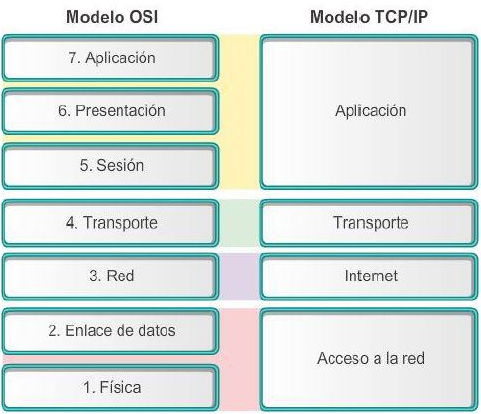 Modelo OSI
Modelo TCP/IP
7. Aplicación
6. Presentación
Aplicación
5. Sesión
4. Transporte
Transporte
3. Red
Internet
2. Enlace de datos
Acceso a la red
1. Física